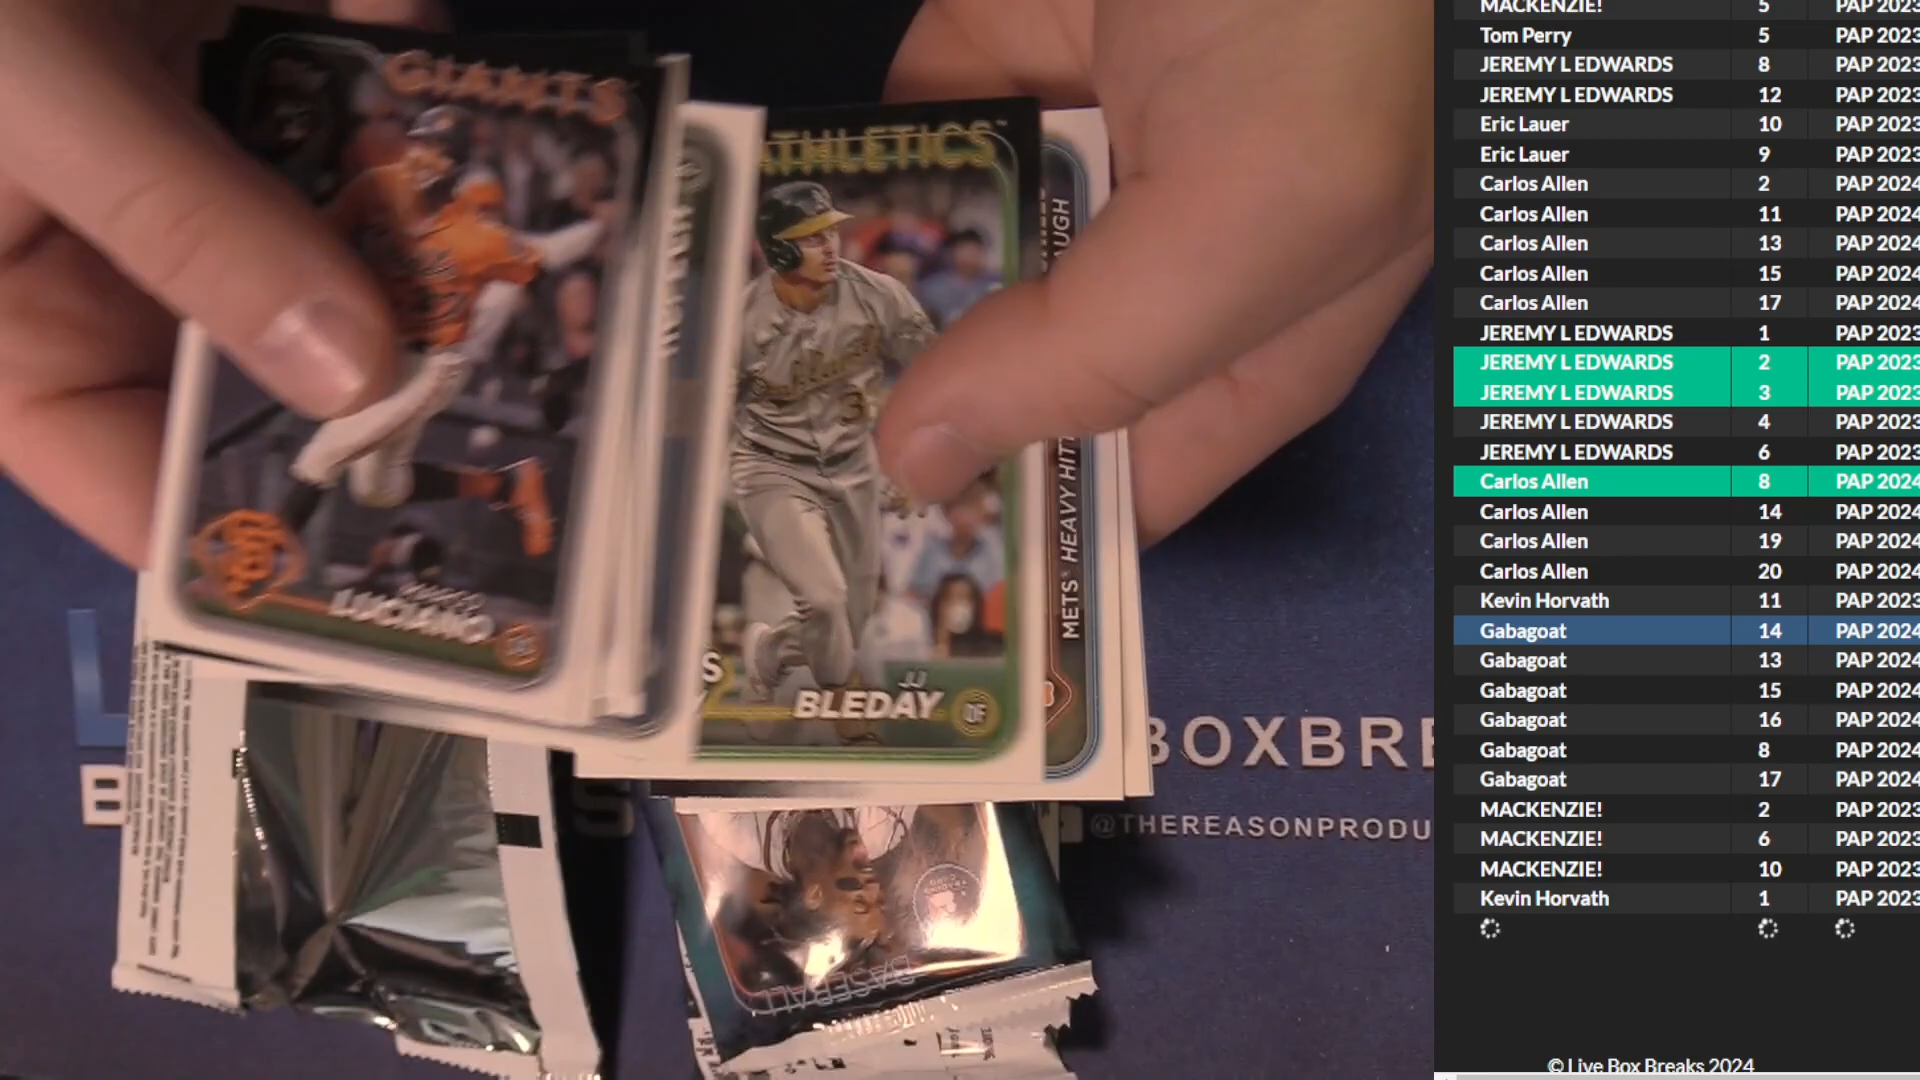 GIANTS
LUCIANO
ATHLETICS
JJ
BLEDAY
OF
METS' HEAVY HIT
BOXBRE
@THEREASONPRODU
BASEBALL
MACKENZIE! 5 PAP 2023
Tom Perry 5 PAP 2023
JEREMY L EDWARDS 8 PAP 2023
JEREMY L EDWARDS 12 PAP 2023
Eric Lauer 10 PAP 2023
Eric Lauer 9 PAP 2023
Carlos Allen 2 PAP 2024
Carlos Allen 11 PAP 2024
Carlos Allen 13 PAP 2024
Carlos Allen 15 PAP 2024
Carlos Allen 17 PAP 2024
JEREMY L EDWARDS 1 PAP 2023
JEREMY L EDWARDS 2 PAP 2023
JEREMY L EDWARDS 3 PAP 2023
JEREMY L EDWARDS 4 PAP 2023
JEREMY L EDWARDS 6 PAP 2023
Carlos Allen 8 PAP 2024
Carlos Allen 14 PAP 2024
Carlos Allen 19 PAP 2024
Carlos Allen 20 PAP 2024
Kevin Horvath 11 PAP 2023
Gabagoat 14 PAP 2024
Gabagoat 13 PAP 2024
Gabagoat 15 PAP 2024
Gabagoat 16 PAP 2024
Gabagoat 8 PAP 2024
Gabagoat 17 PAP 2024
MACKENZIE! 2 PAP 2023
MACKENZIE! 6 PAP 2023
MACKENZIE! 10 PAP 2023
Kevin Horvath 1 PAP 2023
© Live Box Breaks 2024